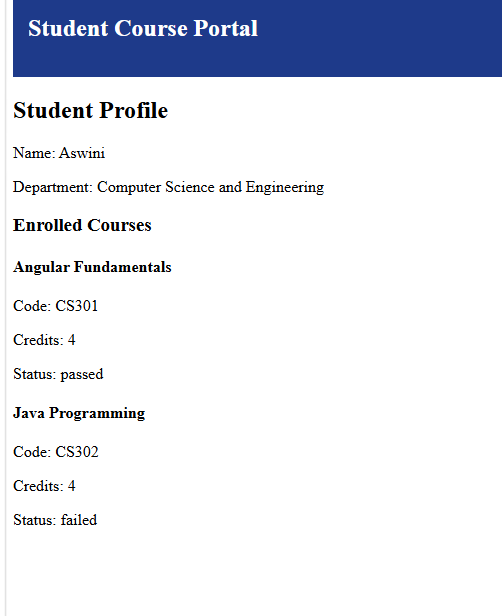 Student Course Portal
Student Profile
Name: Aswini
Department: Computer Science and Engineering
Enrolled Courses
Angular Fundamentals
Code: CS301
Credits: 4
Status: passed
Java Programming
Code: CS302
Credits: 4
Status: failed